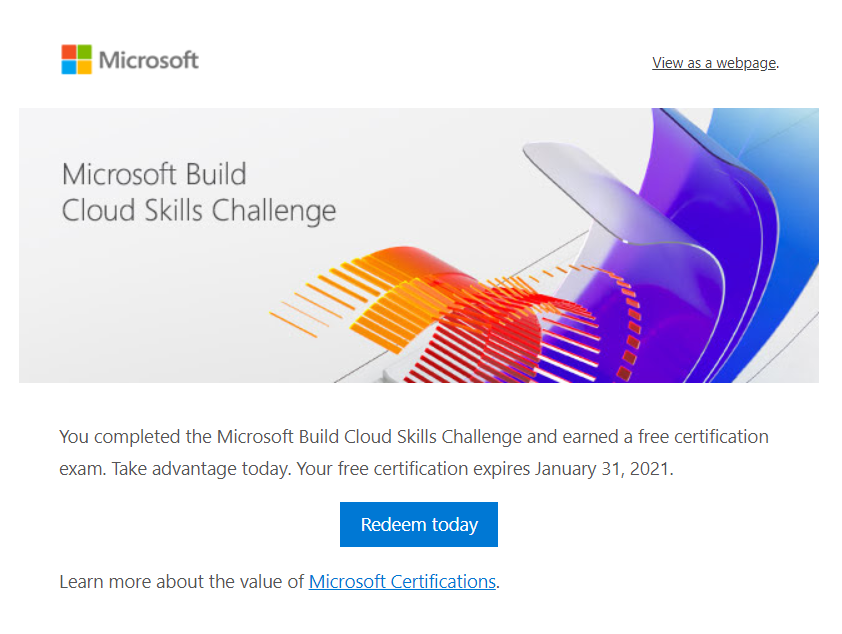 Microsoft
View as a webpage.
Microsoft Build
Cloud Skills Challenge
You completed the Microsoft Build Cloud Skills Challenge and earned a free certification
exam. Take advantage today. Your free certification expires January 31, 2021.
Redeem today
Learn more about the value of Microsoft Certifications.